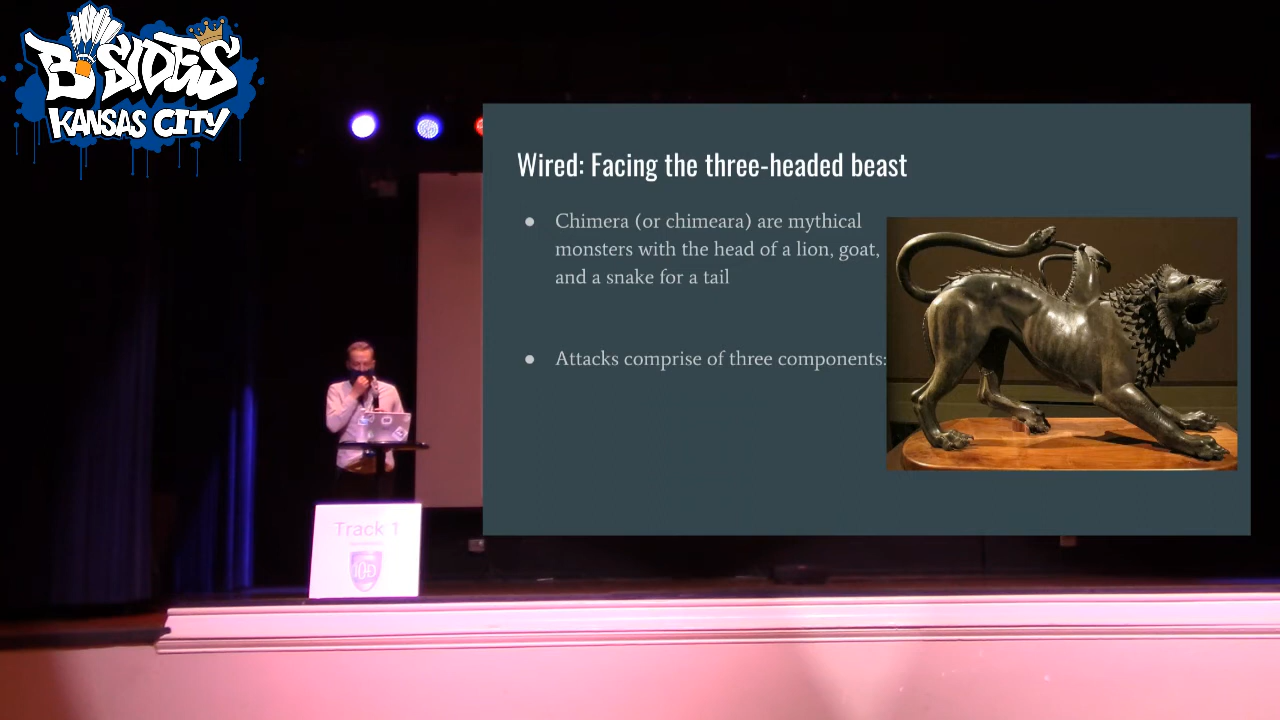 B-SIDES
KANSAS CITY
Wired: Facing the three-headed beast
● Chimera (or chimeara) are mythical
monsters with the head of a lion, goat,
and a snake for a tail
● Attacks comprise of three components:
Track 1